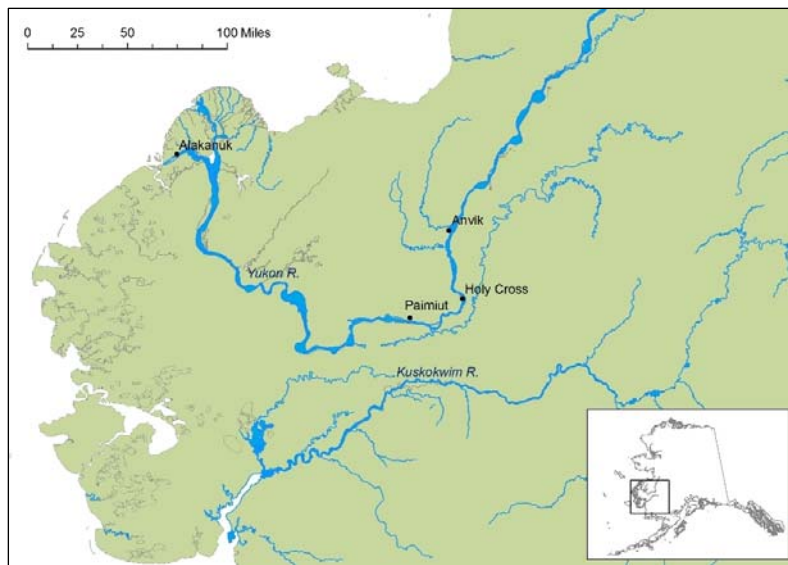 0 25 50 100 Miles
Alakanuk
Anvik
Yukon R.
Holy Cross
Paimiut
Kuskokwim R.